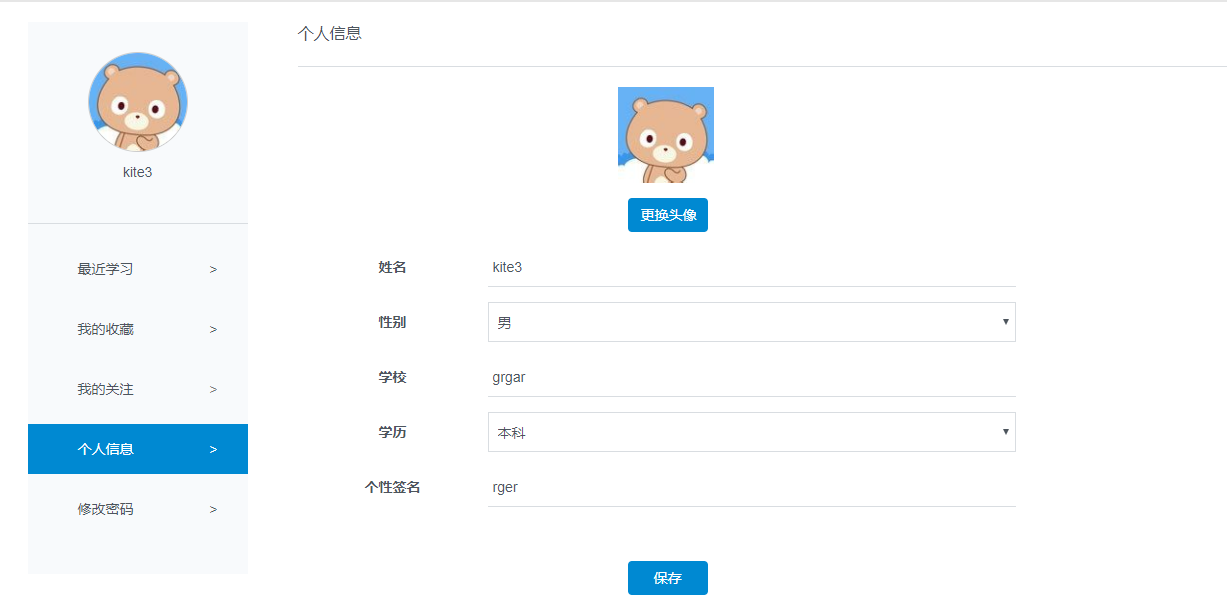 个人信息
kite3
更换头像
最近学习 >
我的收藏 >
我的关注 >
个人信息 >
修改密码 >
姓名 kite3
性别 男
学校 grgar
学历 本科
个性签名 rger
保存